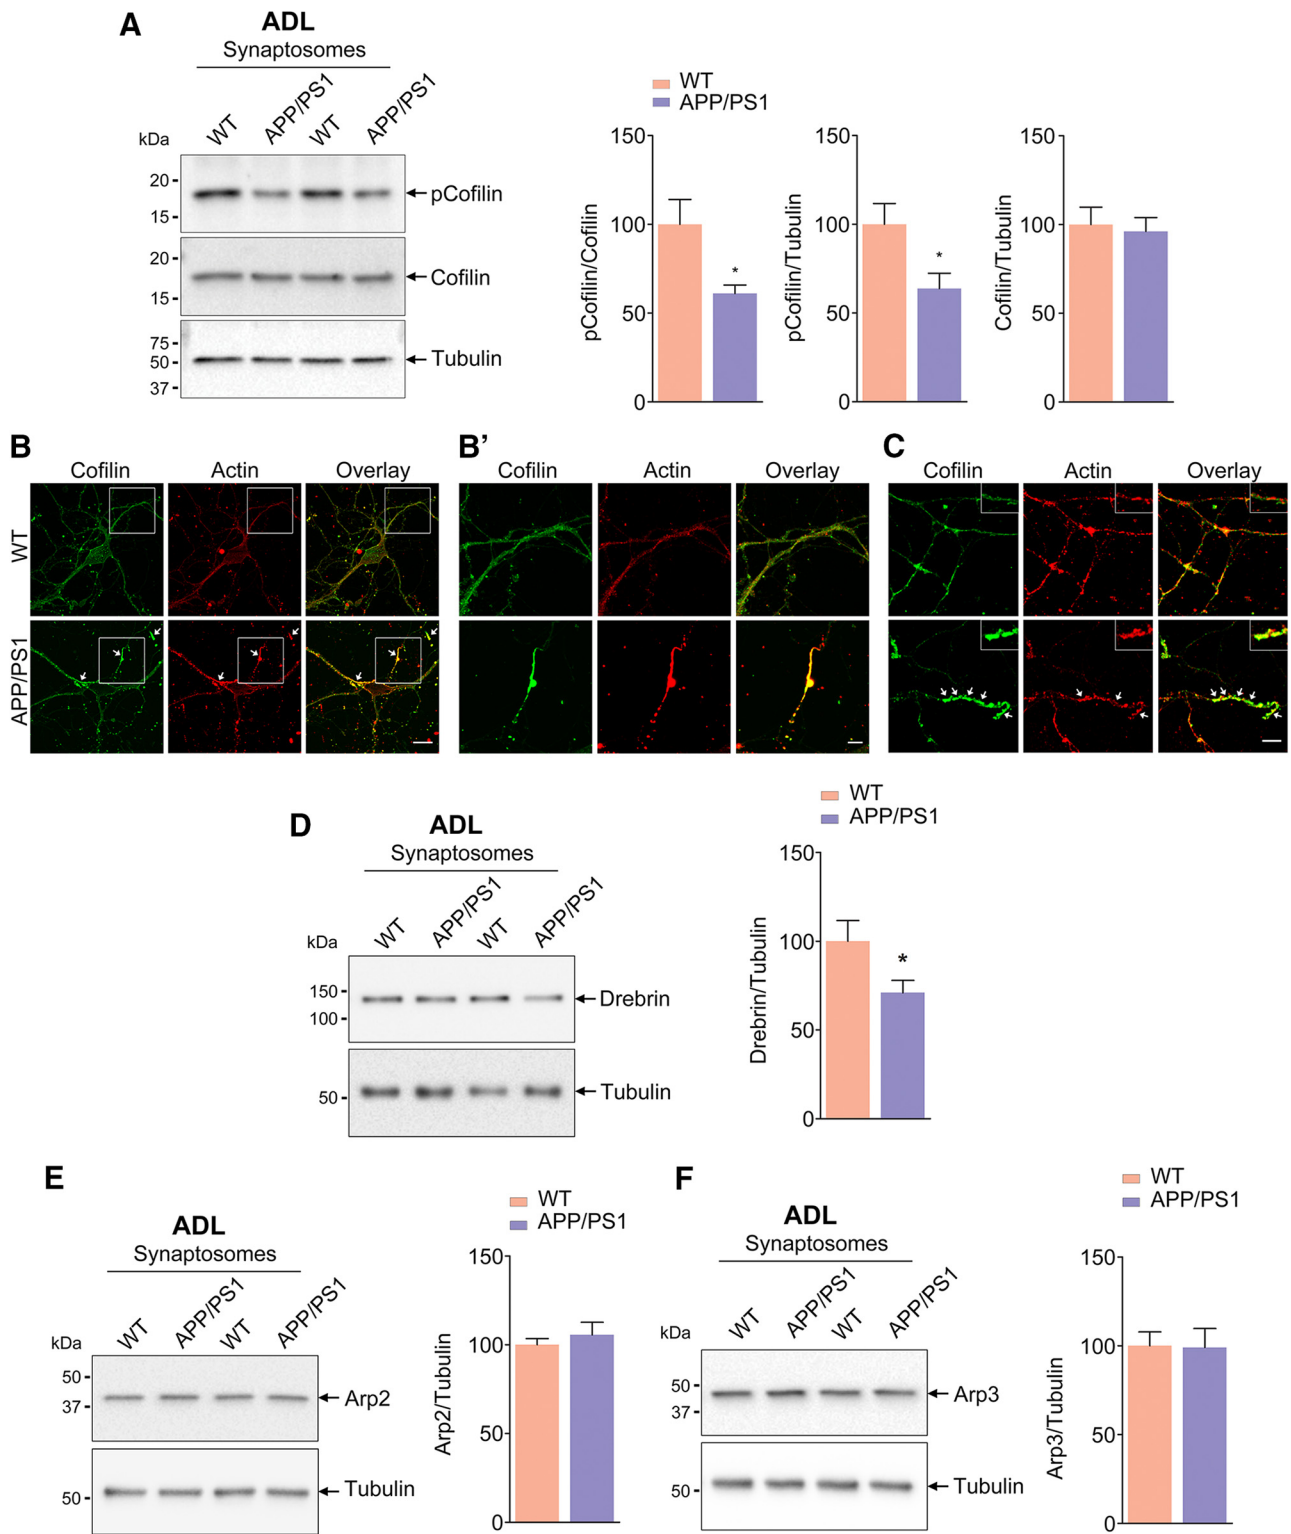 A
ADL
Synaptosomes
WT
APP/PS1
WT
APP/PS1
kDa
20
15
pCofilin
20
15
Cofilin
75
50
37
Tubulin
WT
APP/PS1
150
100
50
0
pCofilin/Cofilin
*
150
100
50
0
pCofilin/Tubulin
*
150
100
50
0
Cofilin/Tubulin
B
Cofilin Actin Overlay
WT
APP/PS1
B’
Cofilin Actin Overlay
C
Cofilin Actin Overlay
D
ADL
Synaptosomes
WT
APP/PS1
WT
APP/PS1
kDa
150
100
Drebrin
50
Tubulin
WT
APP/PS1
150
100
50
0
Drebrin/Tubulin
*
E
ADL
Synaptosomes
WT
APP/PS1
WT
APP/PS1
kDa
50
37
Arp2
50
Tubulin
WT
APP/PS1
150
100
50
0
Arp2/Tubulin
F
ADL
Synaptosomes
WT
APP/PS1
WT
APP/PS1
kDa
50
37
Arp3
50
Tubulin
WT
APP/PS1
150
100
50
0
Arp3/Tubulin